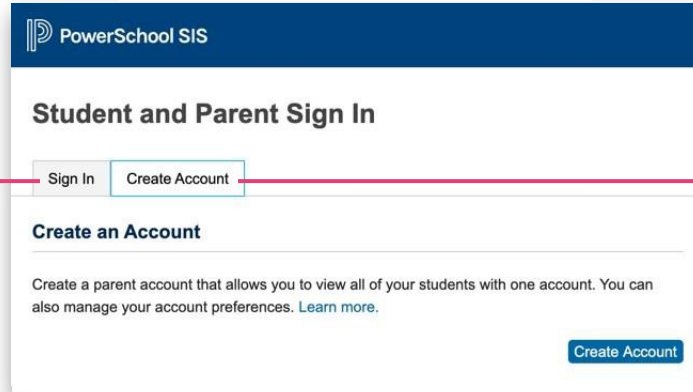 PowerSchool SIS
Student and Parent Sign In
Sign In
Create Account
Create an Account
Create a parent account that allows you to view all of your students with one account. You can
also manage your account preferences. Learn more.
Create Account